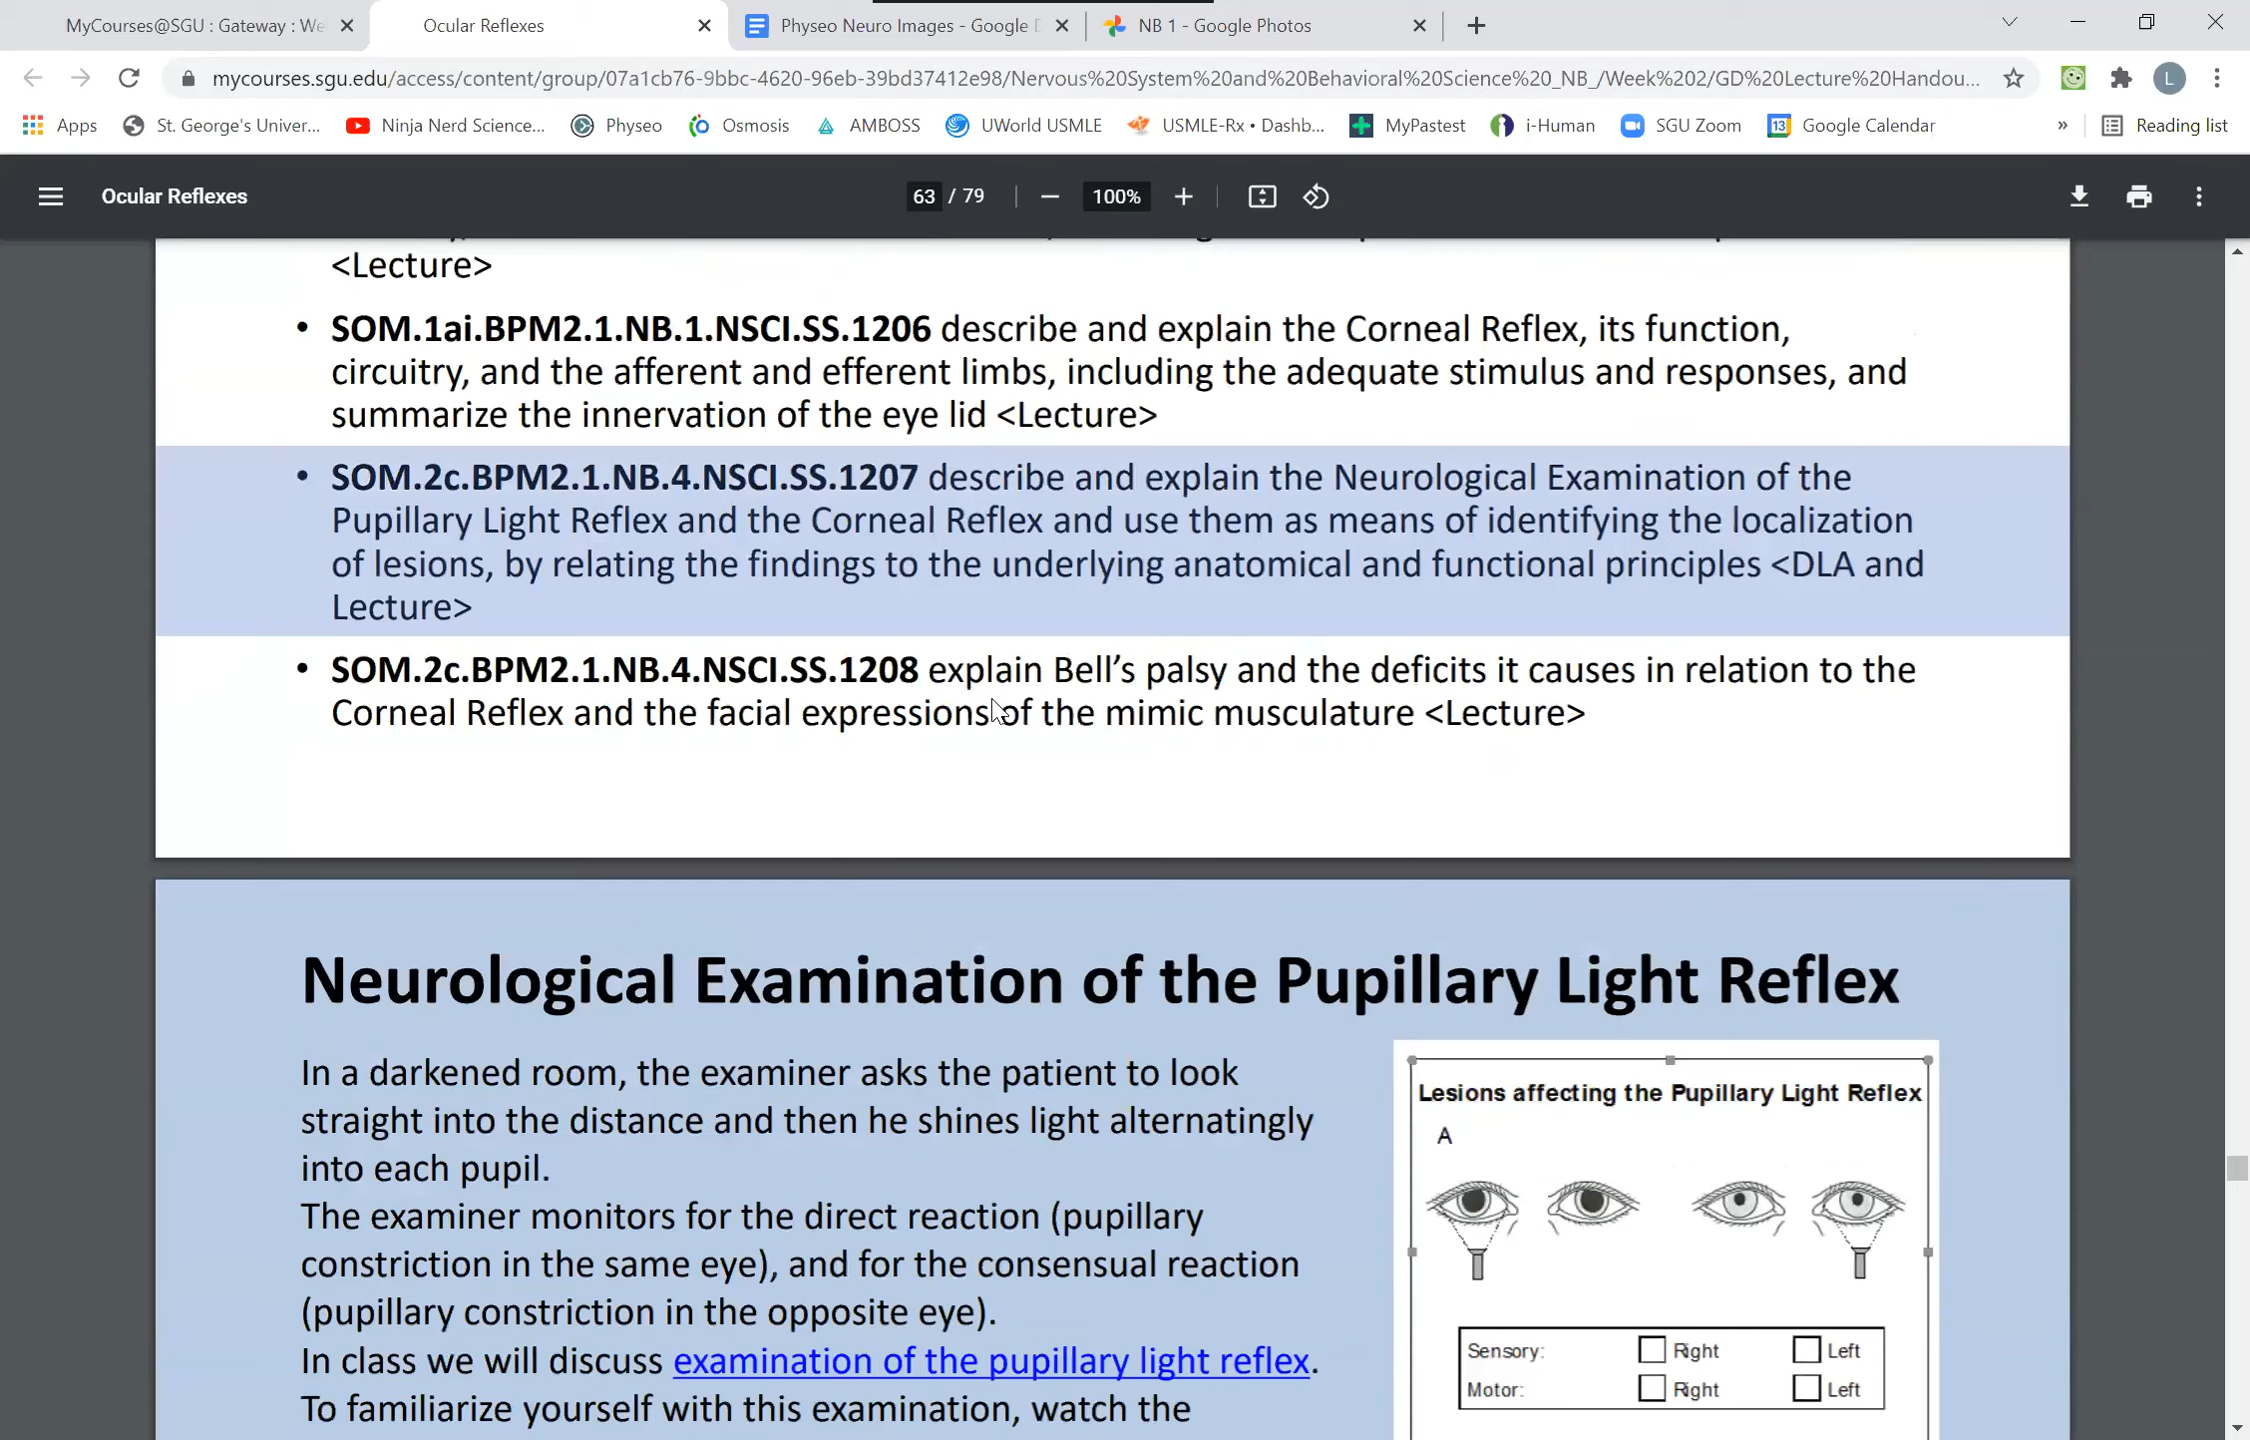 MyCourses@SGU : Gateway : We
Ocular Reflexes
Physeo Neuro Images - Google D
NB 1 - Google Photos
mycourses.sgu.edu/access/content/group/07a1cb76-9bbc-4620-96eb-39bd37412e98/Nervous%20System%20and%20Behavioral%20Science%20_NB_/Week%202/GD%20Lecture%20Handou...
L
Apps
St. George's Univer...
Ninja Nerd Science...
Physeo
Osmosis
AMBOSS
UWorld USMLE
USMLE-Rx • Dashb...
MyPastest
i-Human
SGU Zoom
13
Google Calendar
»
Reading list
Ocular Reflexes
63 / 79
100%
<Lecture>
• SOM.1ai.BPM2.1.NB.1.NSCI.SS.1206 describe and explain the Corneal Reflex, its function,
circuitry, and the afferent and efferent limbs, including the adequate stimulus and responses, and
summarize the innervation of the eye lid <Lecture>
• SOM.2c.BPM2.1.NB.4.NSCI.SS.1207 describe and explain the Neurological Examination of the
Pupillary Light Reflex and the Corneal Reflex and use them as means of identifying the localization
of lesions, by relating the findings to the underlying anatomical and functional principles <DLA and
Lecture>
• SOM.2c.BPM2.1.NB.4.NSCI.SS.1208 explain Bell’s palsy and the deficits it causes in relation to the
Corneal Reflex and the facial expressions of the mimic musculature <Lecture>
Neurological Examination of the Pupillary Light Reflex
In a darkened room, the examiner asks the patient to look
straight into the distance and then he shines light alternatingly
into each pupil.
The examiner monitors for the direct reaction (pupillary
constriction in the same eye), and for the consensual reaction
(pupillary constriction in the opposite eye).
In class we will discuss examination of the pupillary light reflex.
To familiarize yourself with this examination, watch the
Lesions affecting the Pupillary Light Reflex
A
Sensory: Right Left
Motor: Right Left